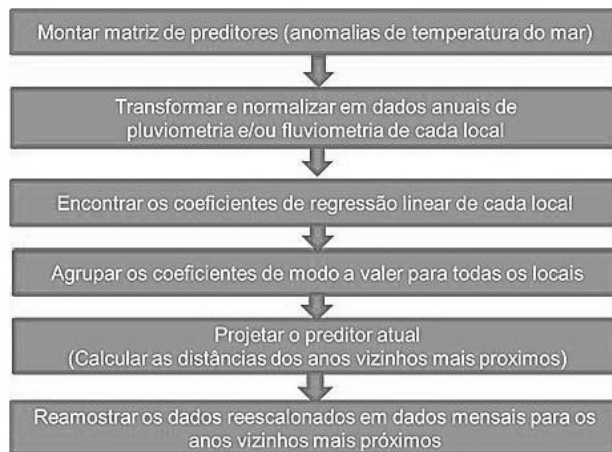 Montar matriz de preditores (anomalias de temperatura do mar)
Transformar e normalizar em dados anuais de
pluviometria e/ou fluviometria de cada local
Encontrar os coeficientes de regressão linear de cada local
Agrupar os coeficientes de modo a valer para todas os locais
Projetar o preditor atual
(Calcular as distâncias dos anos vizinhos mais proximos)
Reamostrar os dados reescalonados em dados mensais para os
anos vizinhos mais próximos